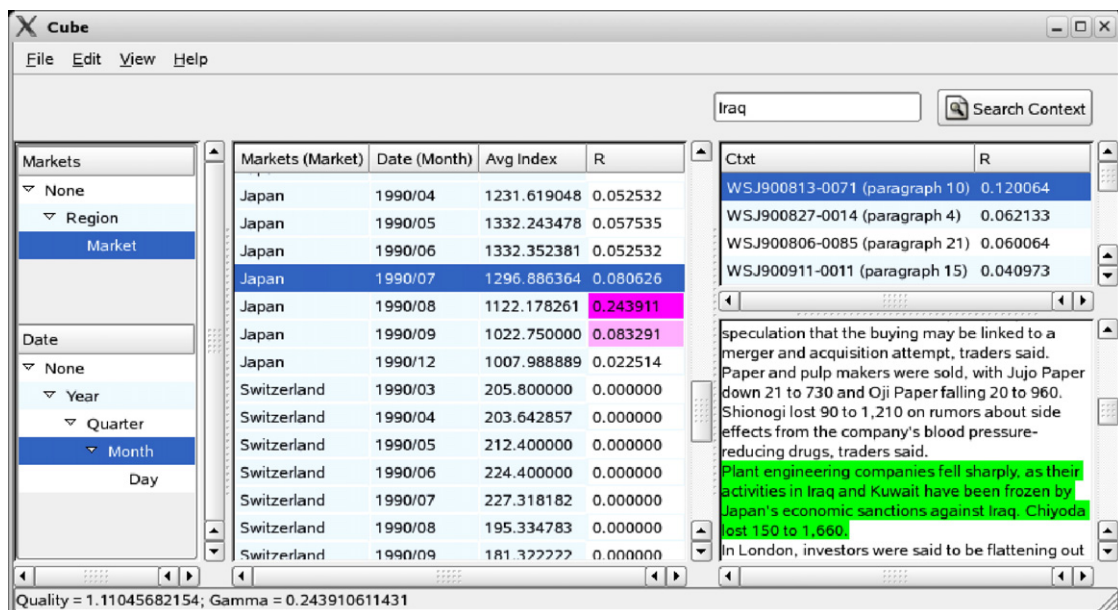 Cube
File Edit View Help
Iraq Search Context
Markets
None
Region
Market
Date
None
Year
Quarter
Month
Day
Markets (Market) Date (Month) Avg Index R
Japan 1990/04 1231.619048 0.052532
Japan 1990/05 1332.243478 0.057535
Japan 1990/06 1332.352381 0.052532
Japan 1990/07 1296.886364 0.080626
Japan 1990/08 1122.178261 0.243911
Japan 1990/09 1022.750000 0.083291
Japan 1990/12 1007.988889 0.022514
Switzerland 1990/03 205.800000 0.000000
Switzerland 1990/04 203.642857 0.000000
Switzerland 1990/05 212.400000 0.000000
Switzerland 1990/06 224.400000 0.000000
Switzerland 1990/07 227.318182 0.000000
Switzerland 1990/08 195.334783 0.000000
Switzerland 1990/09 181.322222 0.000000
Ctxt R
WSJ900813-0071 (paragraph 10) 0.120064
WSJ900827-0014 (paragraph 4) 0.062133
WSJ900806-0085 (paragraph 21) 0.060064
WSJ900911-0011 (paragraph 15) 0.040973
speculation that the buying may be linked to a
merger and acquisition attempt, traders said.
Paper and pulp makers were sold, with Jujo Paper
down 21 to 730 and Oji Paper falling 20 to 960.
Shionogi lost 90 to 1,210 on rumors about side
effects from the company's blood pressure-
reducing drugs, traders said.
Plant engineering companies fell sharply, as their
activities in Iraq and Kuwait have been frozen by
Japan's economic sanctions against Iraq. Chiyoda
lost 150 to 1,660.
In London, investors were said to be flattening out
Quality = 1.11045682154; Gamma = 0.243910611431